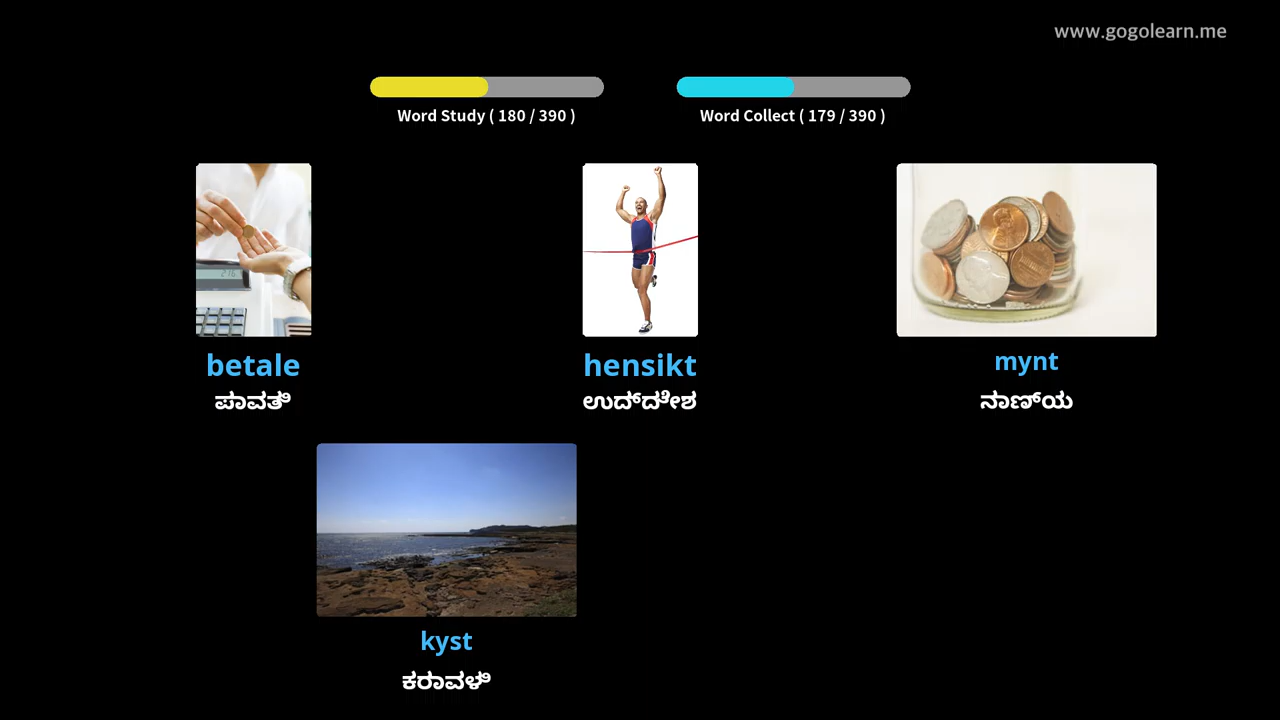 www.gogolearn.me
Word Study ( 180 / 390 )
Word Collect ( 179 / 390 )
betale
ಪಾವತಿ
hensikt
ಉದ್ದೇಶ
mynt
ನಾಣ್ಯ
kyst
ಕರಾವಳಿ